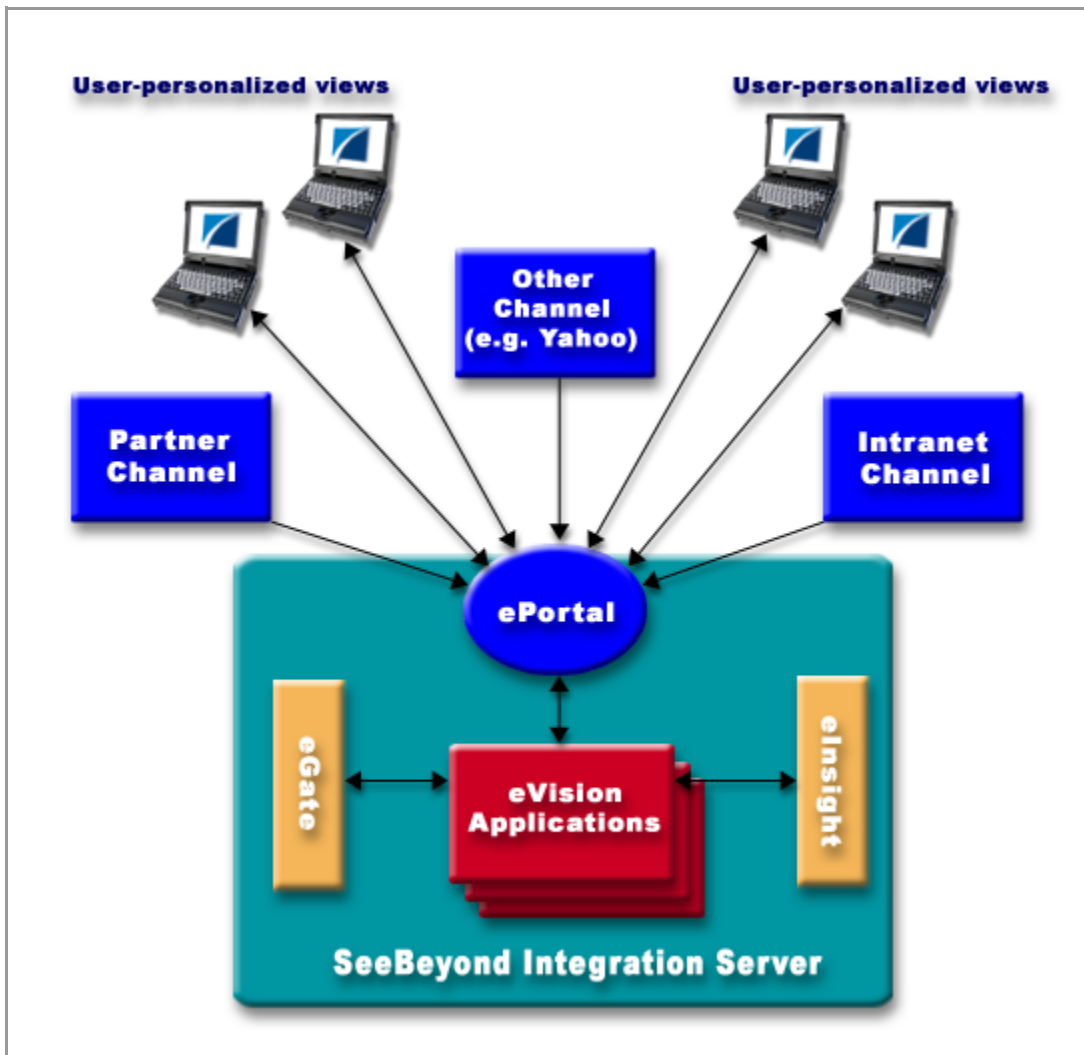 User-personalized views
User-personalized views
Other
Channel
(e.g. Yahoo)
Partner
Channel
Intranet
Channel
ePortal
eGate
eVision
Applications
eInsight
SeeBeyond Integration Server